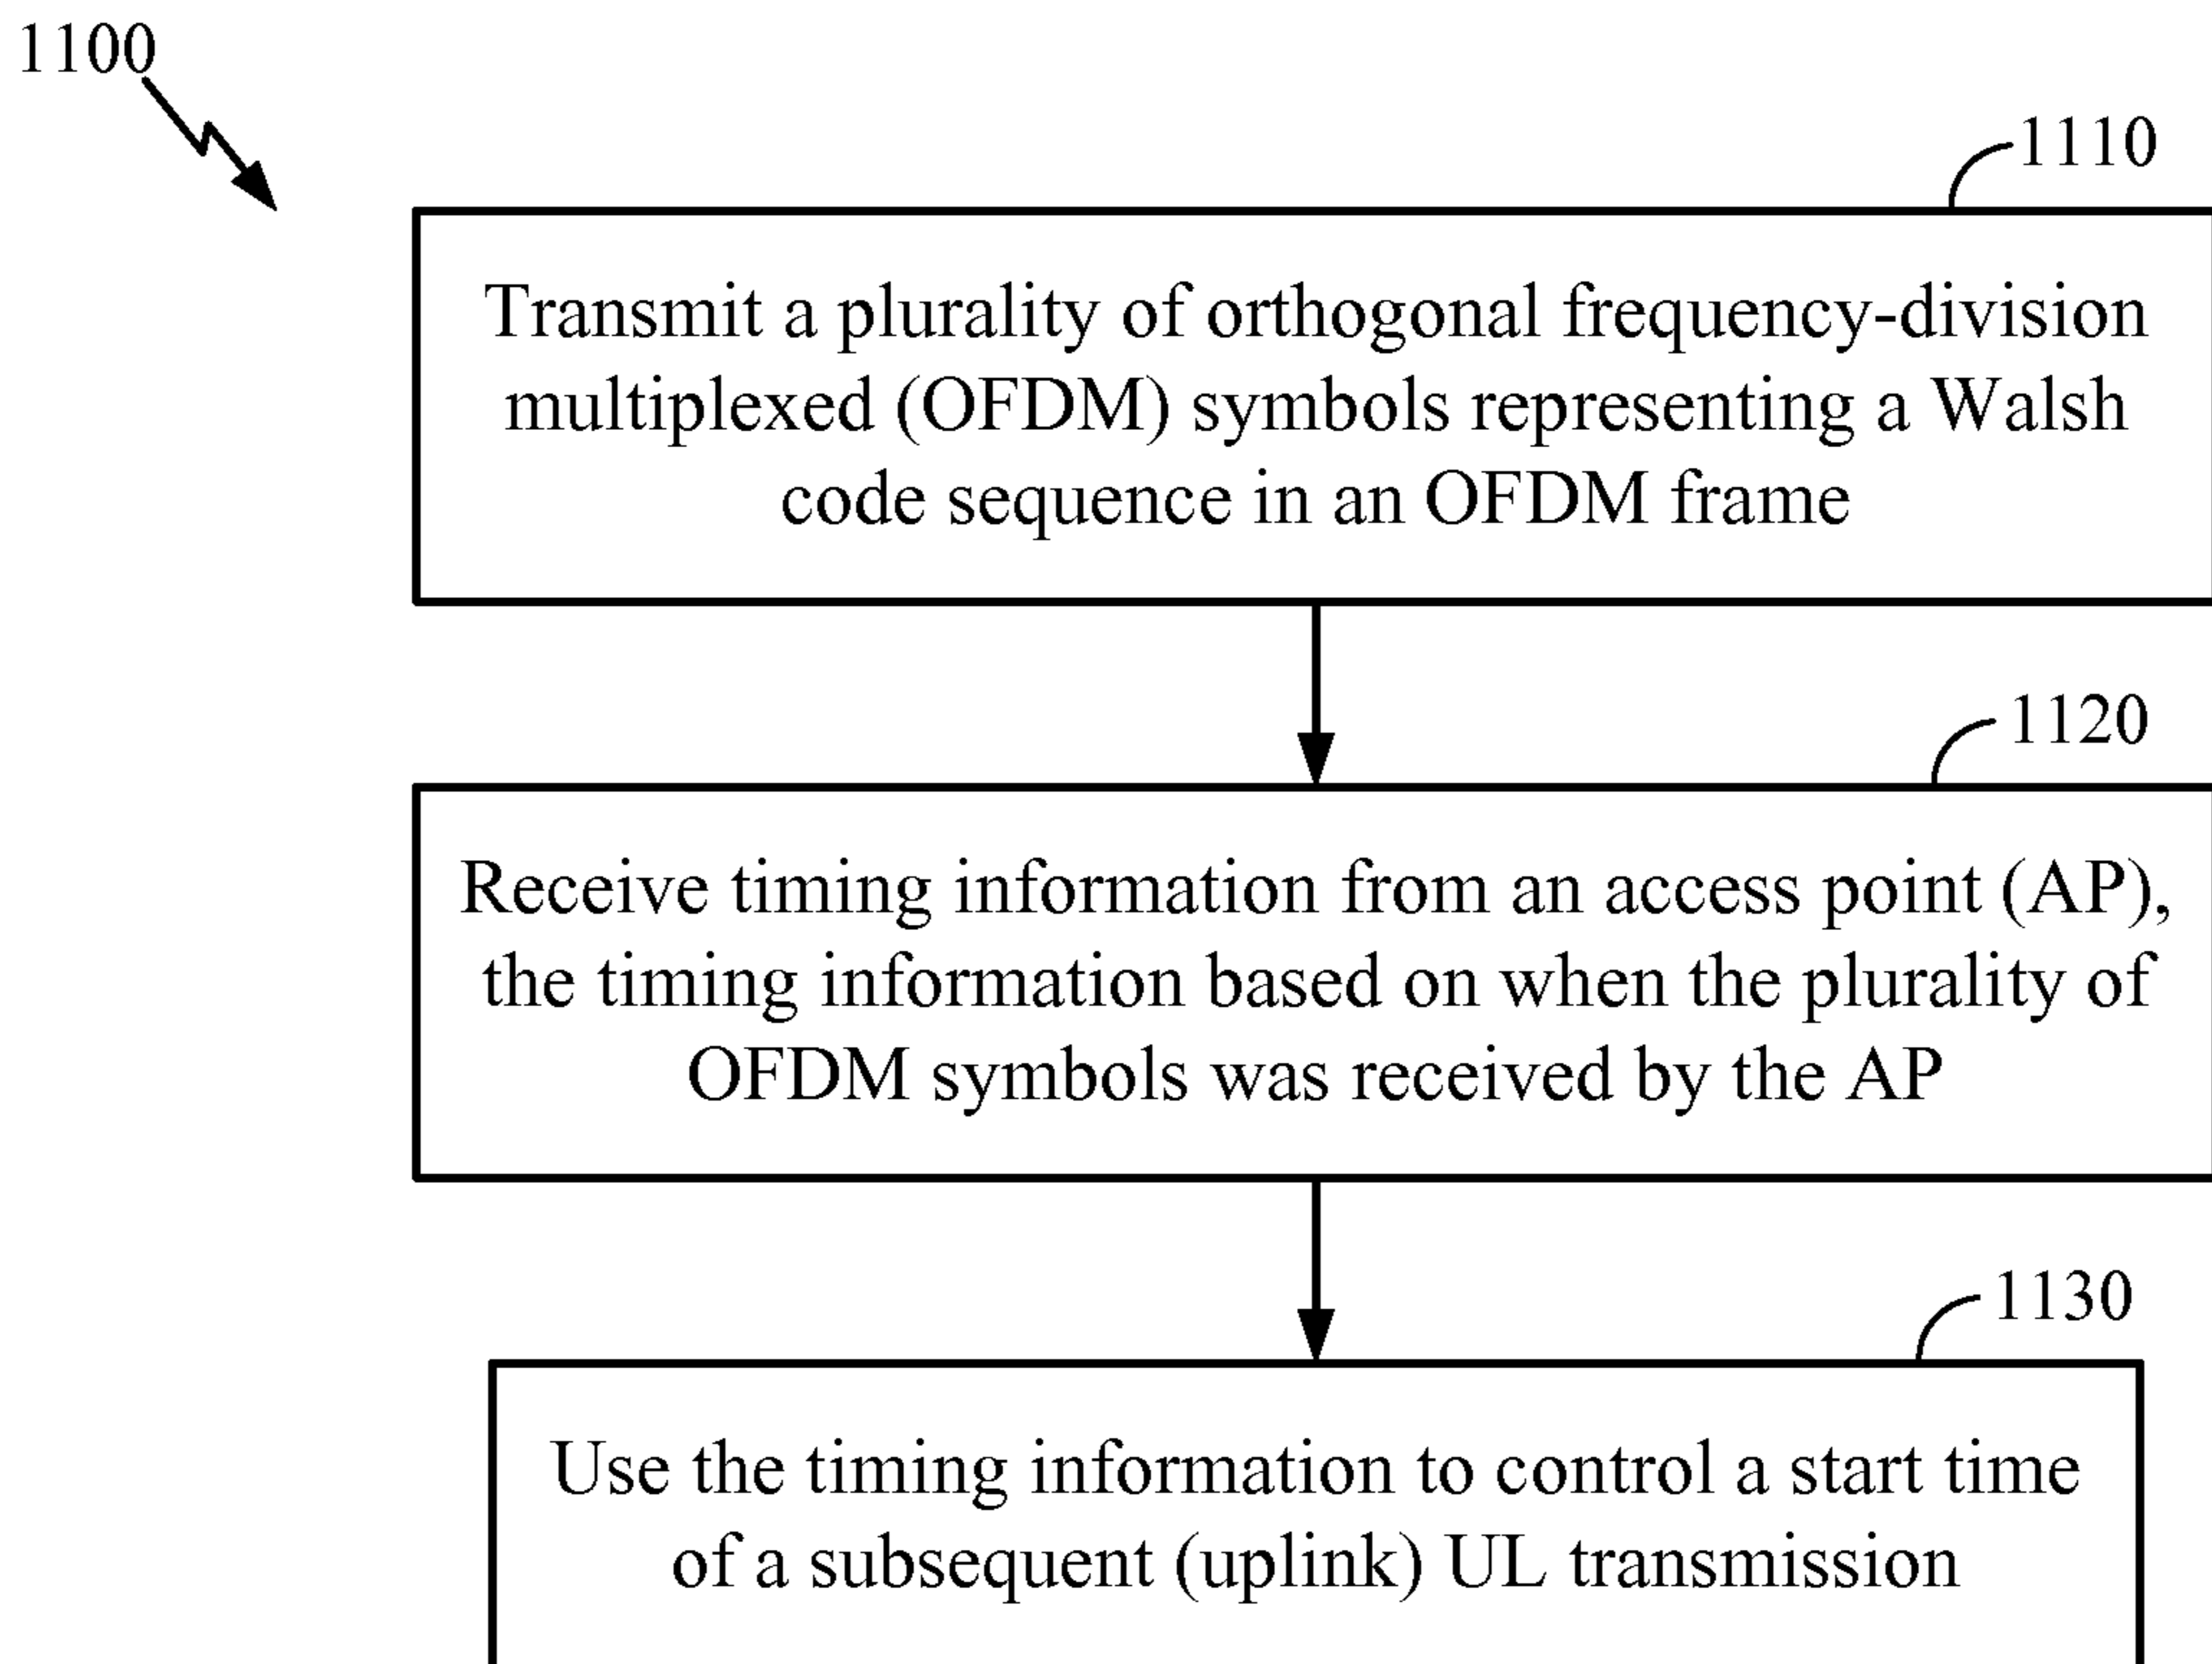 1100
1110
Transmit a plurality of orthogonal frequency-division
multiplexed (OFDM) symbols representing a Walsh
code sequence in an OFDM frame
1120
Receive timing information from an access point (AP),
the timing information based on when the plurality of
OFDM symbols was received by the AP
1130
Use the timing information to control a start time
of a subsequent (uplink) UL transmission